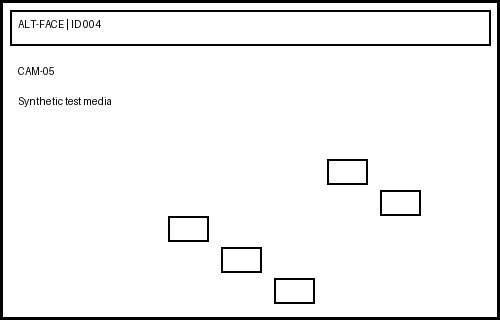 ALT-FACE | ID004
CAM-05
Synthetic test media